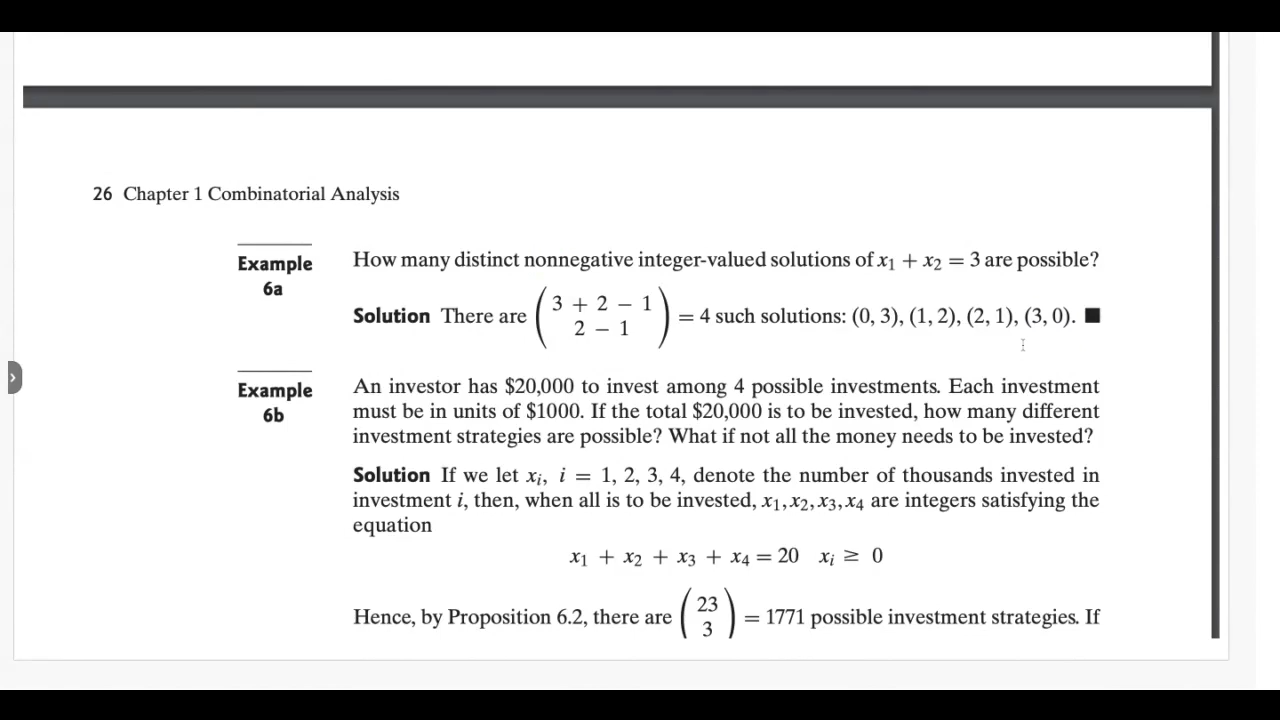 26 Chapter 1 Combinatorial Analysis
Example 6a
How many distinct nonnegative integer-valued solutions of x₁ + x₂ = 3 are possible?
Solution There are (3 + 2 − 1
2 − 1) = 4 such solutions: (0, 3), (1, 2), (2, 1), (3, 0). ■
Example 6b
An investor has $20,000 to invest among 4 possible investments. Each investment
must be in units of $1000. If the total $20,000 is to be invested, how many different
investment strategies are possible? What if not all the money needs to be invested?
Solution If we let xᵢ, i = 1, 2, 3, 4, denote the number of thousands invested in
investment i, then, when all is to be invested, x₁, x₂, x₃, x₄ are integers satisfying the
equation
x₁ + x₂ + x₃ + x₄ = 20 xᵢ ≥ 0
Hence, by Proposition 6.2, there are (23
3) = 1771 possible investment strategies. If